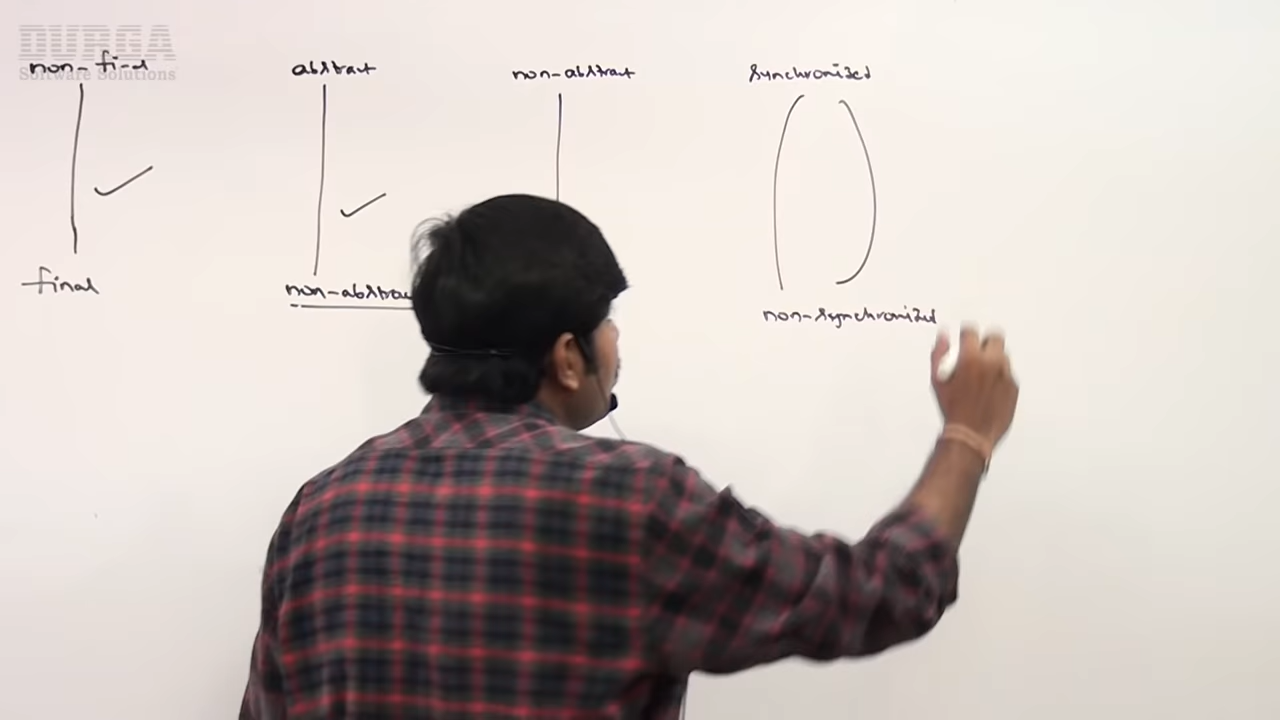 DURGA
Software Solutions
non-final
abstract
non-abstract
synchronized
final
non-abstract
non-synchronized